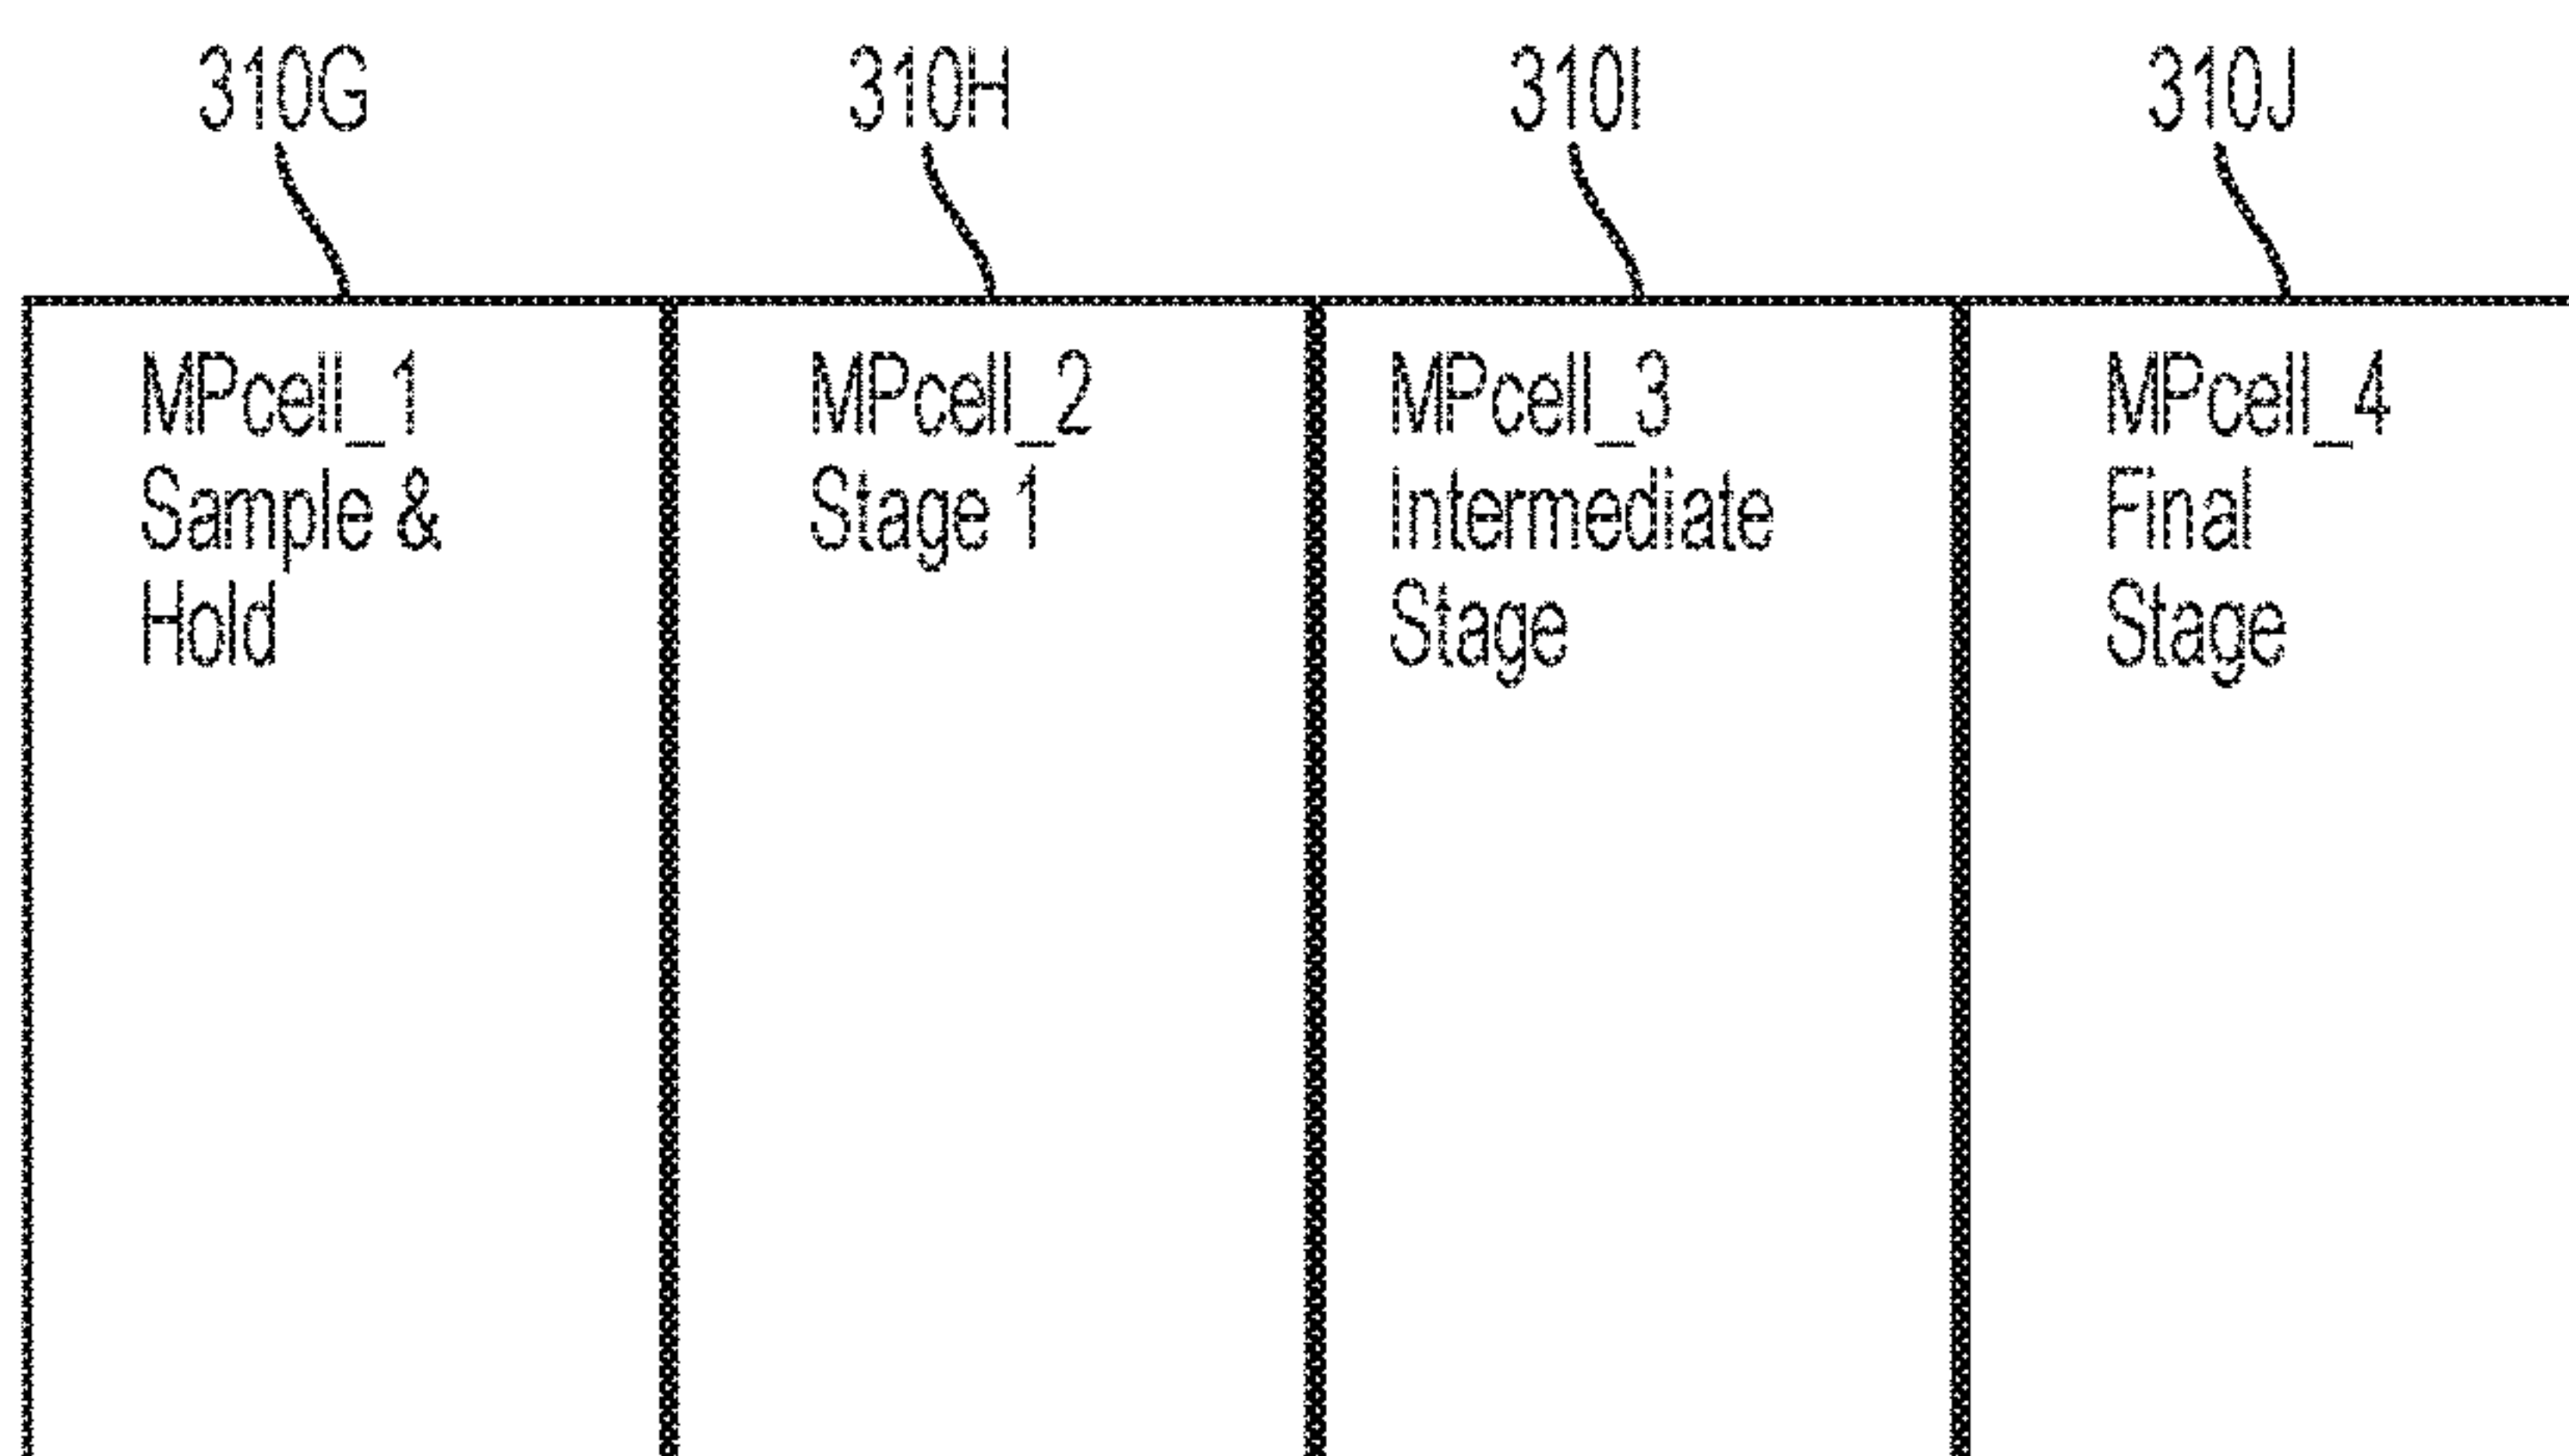 310G 310H 310I 310J
MPcell_1
Sample &
Hold
MPcell_2
Stage 1
MPcell_3
Intermediate
Stage
MPcell_4
Final
Stage